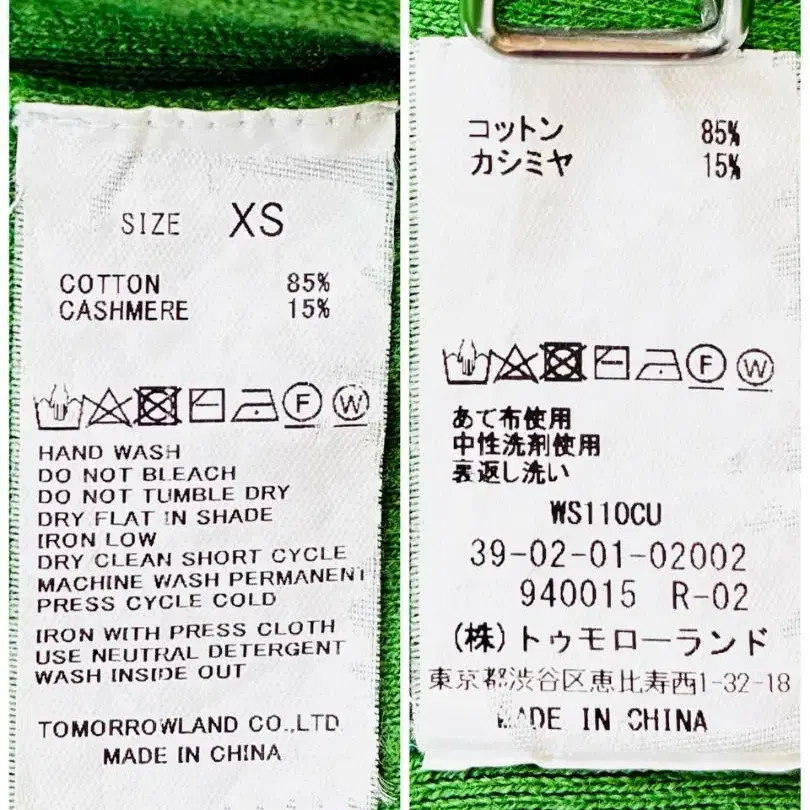 SIZE XS
COTTON 85%
CASHMERE 15%
F W
HAND WASH
DO NOT BLEACH
DO NOT TUMBLE DRY
DRY FLAT IN SHADE
IRON LOW
DRY CLEAN SHORT CYCLE
MACHINE WASH PERMANENT
PRESS CYCLE COLD
IRON WITH PRESS CLOTH
USE NEUTRAL DETERGENT
WASH INSIDE OUT
TOMORROWLAND CO.,LTD
MADE IN CHINA
コットン 85%
カシミヤ 15%
F W
あて布使用
中性洗剤使用
裏返し洗い
WS110CU
39-02-01-02002
940015 R-02
(株)トゥモローランド
東京都渋谷区恵比寿西1-32-18
MADE IN CHINA